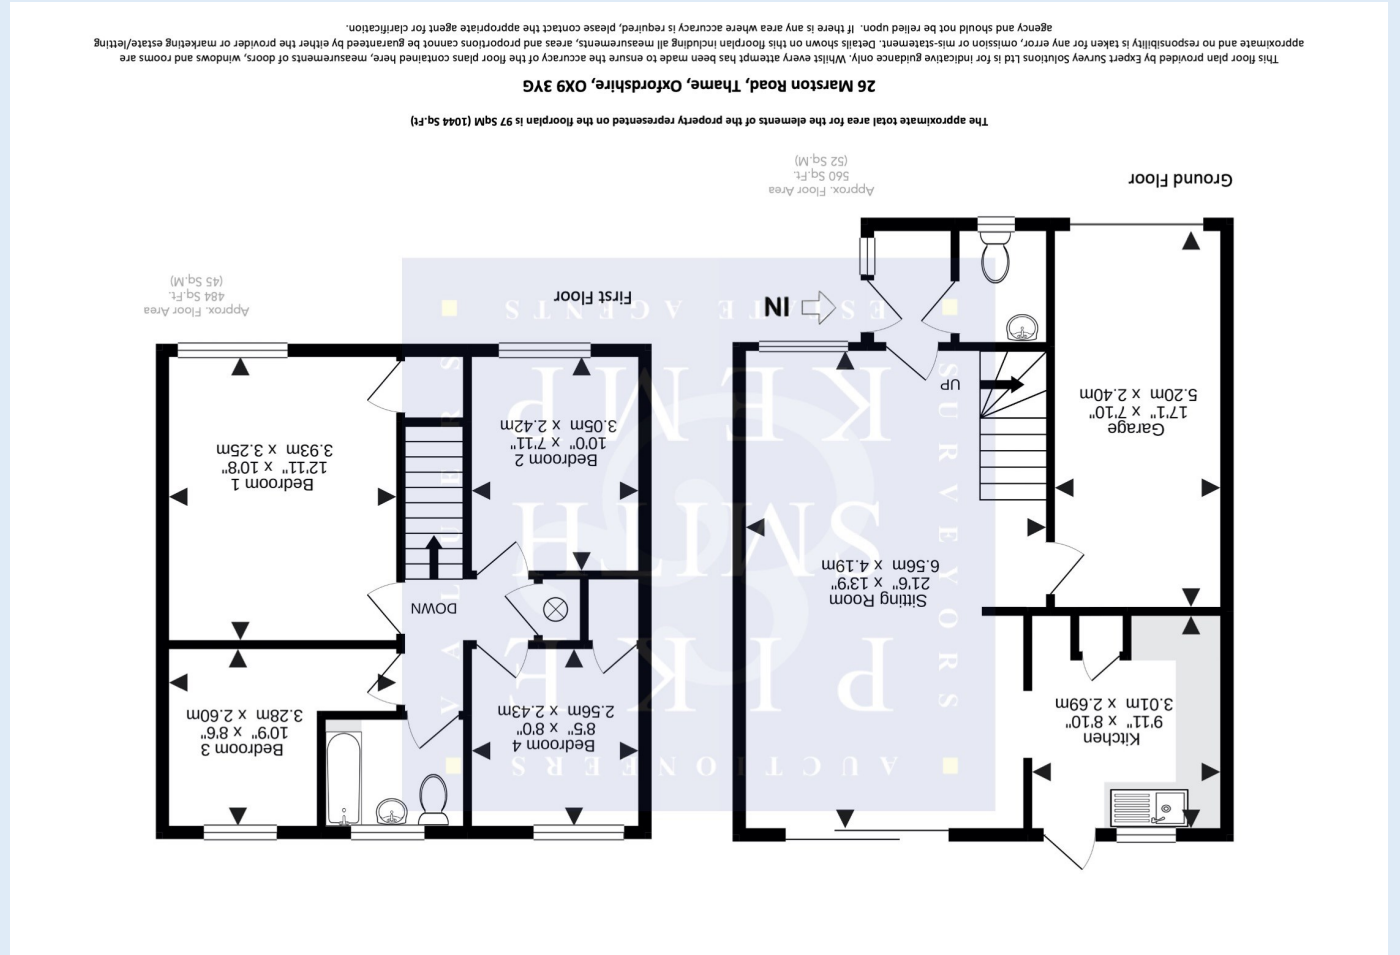 AUCTIONEERS
PIKE
SMITH
KEMP
ESTATE AGENTS
SURVEYORS
VALUERS
Kitchen
9'11" x 8'10"
3.01m x 2.69m
Sitting Room
21'6" x 13'9"
6.56m x 4.19m
Garage
17'1" x 7'10"
5.20m x 2.40m
UP
IN
Ground Floor
Approx. Floor Area
560 Sq.Ft.
(52 Sq.M)
Bedroom 4
8'5" x 8'0"
2.56m x 2.43m
Bedroom 3
10'9" x 8'6"
3.28m x 2.60m
DOWN
Bedroom 2
10'0" x 7'11"
3.05m x 2.42m
Bedroom 1
12'11" x 10'8"
3.93m x 3.25m
First Floor
Approx. Floor Area
484 Sq.Ft.
(45 Sq.M)
The approximate total area for the elements of the property represented on the floorplan is 97 SqM (1044 Sq.Ft)
26 Marston Road, Thame, Oxfordshire, OX9 3YG
This floor plan provided by Expert Survey Solutions Ltd is for indicative guidance only. Whilst every attempt has been made to ensure the accuracy of the floor plans contained here, measurements of doors, windows and rooms are
approximate and no responsibility is taken for any error, omission or mis-statement. Details shown on this floorplan including all measurements, areas and proportions cannot be guaranteed by either the provider or marketing estate/letting
agency and should not be relied upon. If there is any area where accuracy is required, please contact the appropriate agent for clarification.